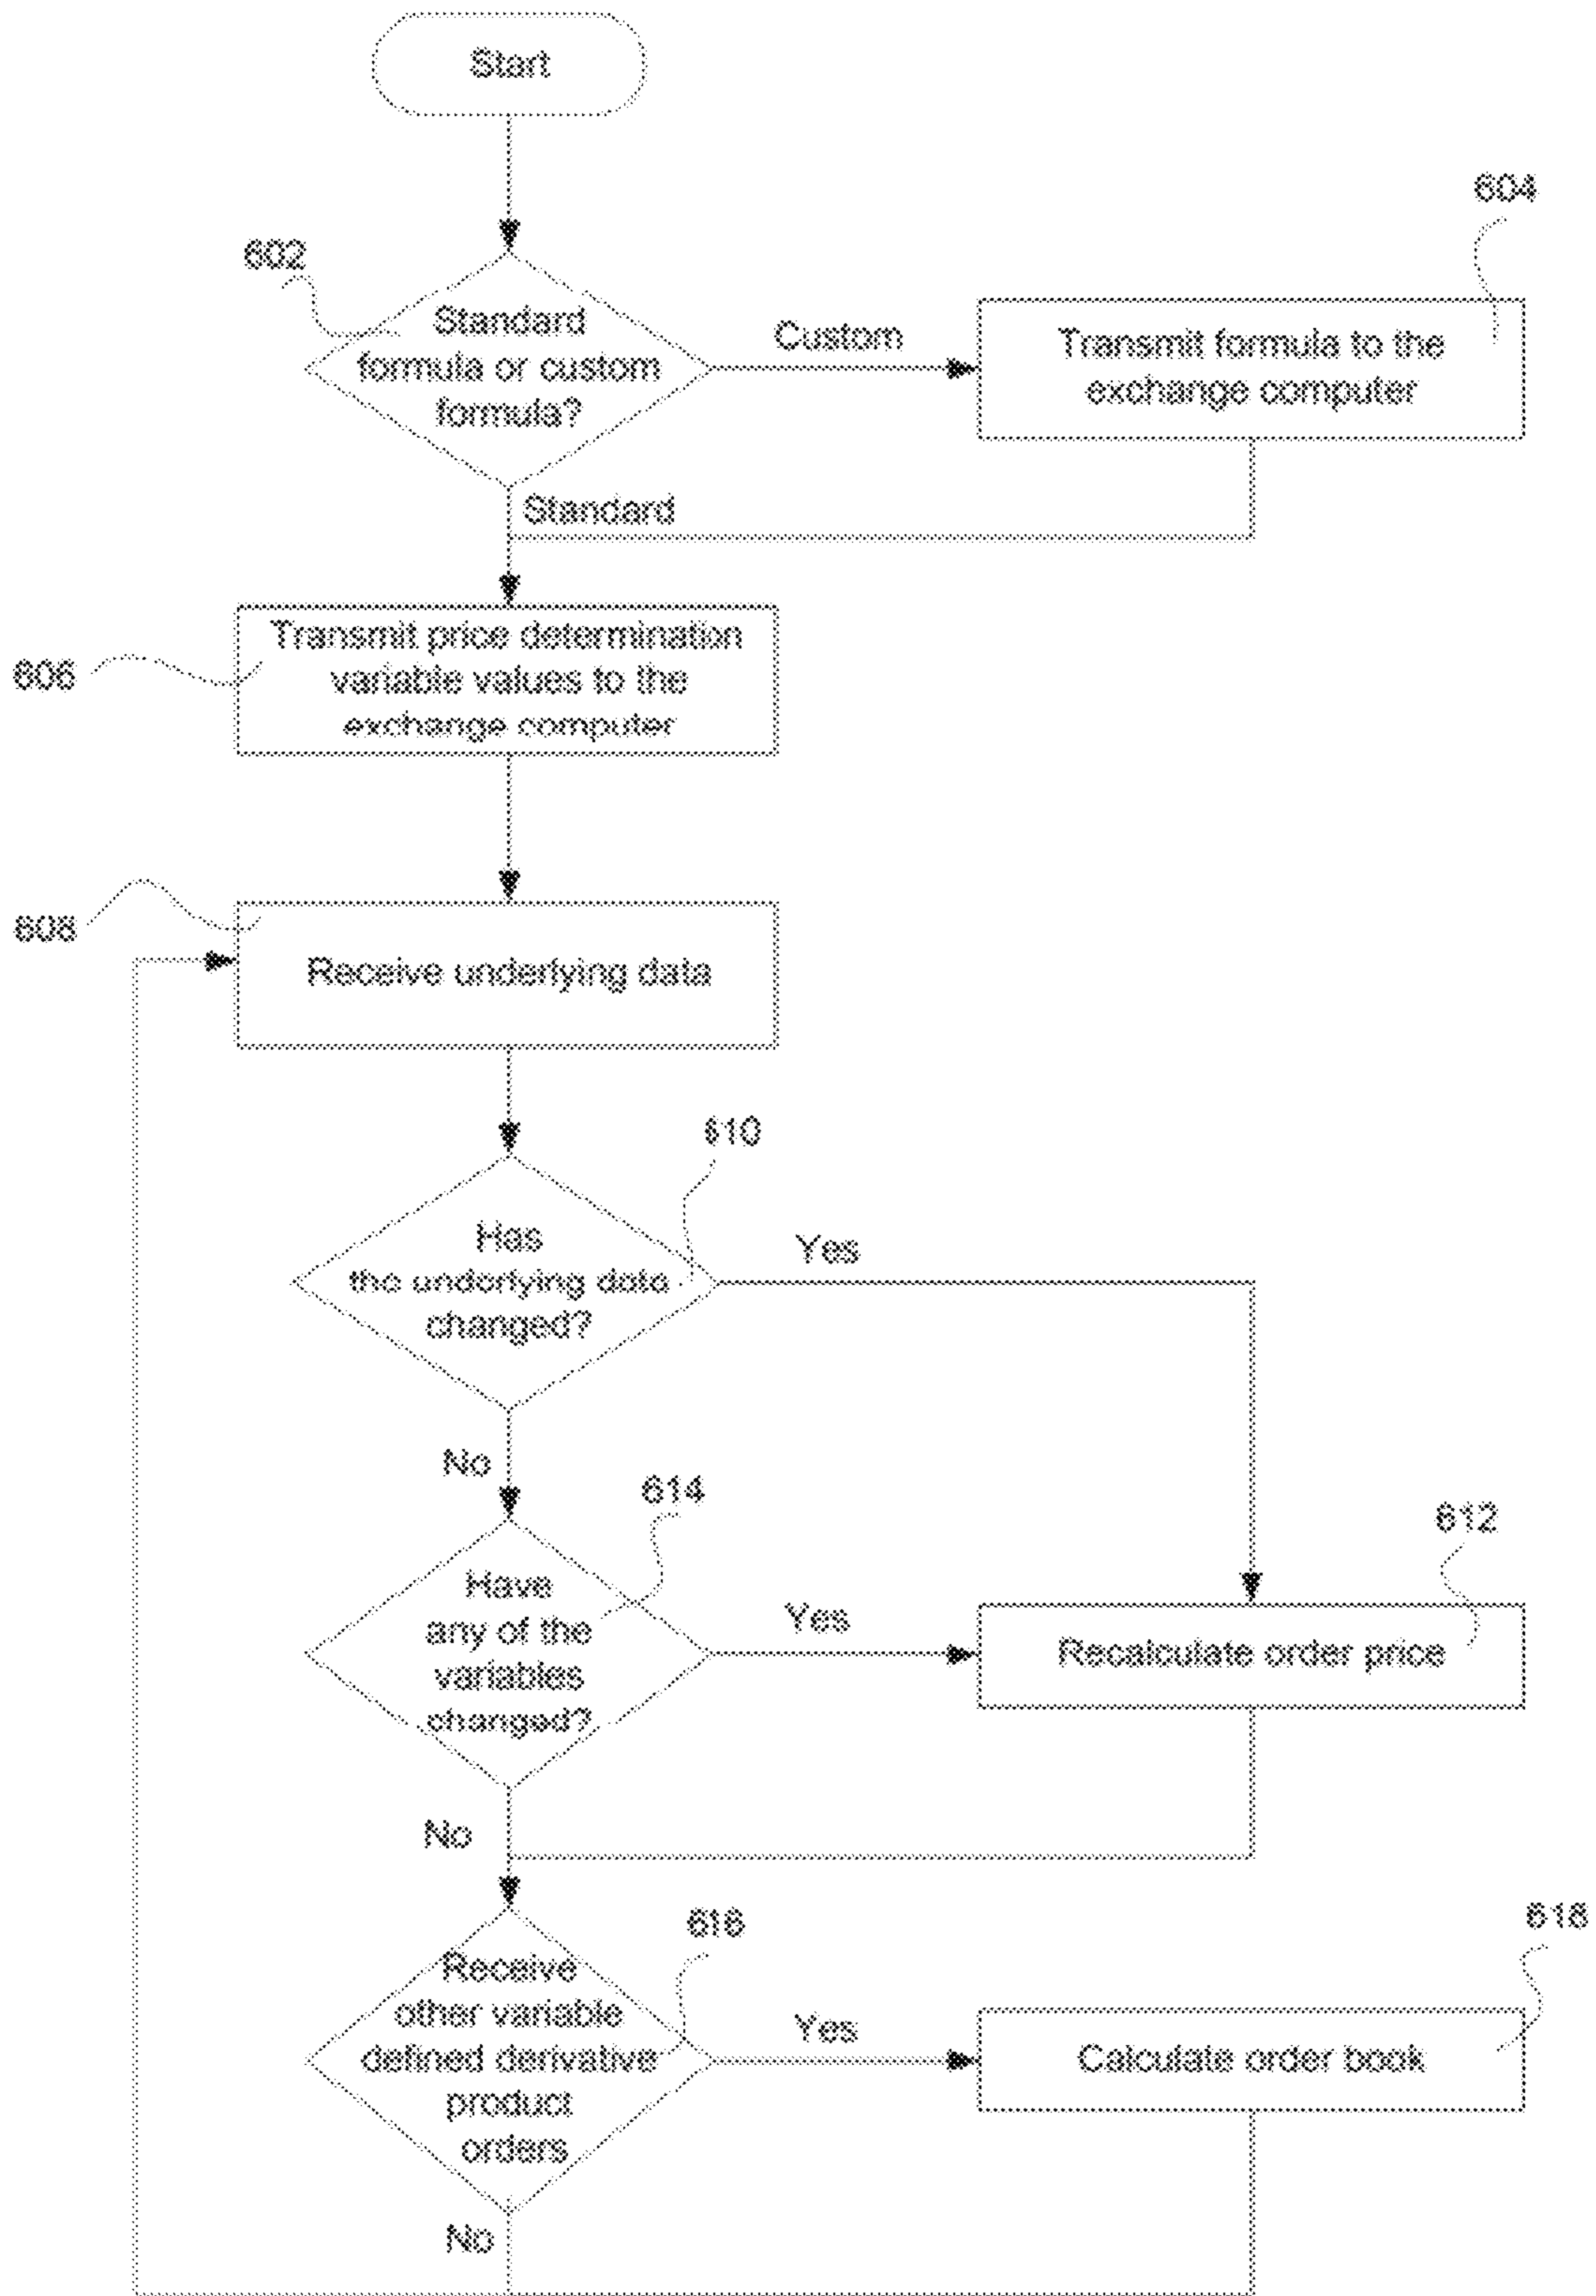 Start
602
604
Standard
formula or custom
formula?
Custom
Transmit formula to the
exchange computer
Standard
606
Transmit price determination
variable values to the
exchange computer
608
Receive underlying data
610
Has
the underlying data
changed?
Yes
No
614
612
Have
any of the
variables
changed?
Yes
Recalculate order price
No
616
618
Receive
other variable
defined derivative
product
orders
Yes
Calculate order book
No